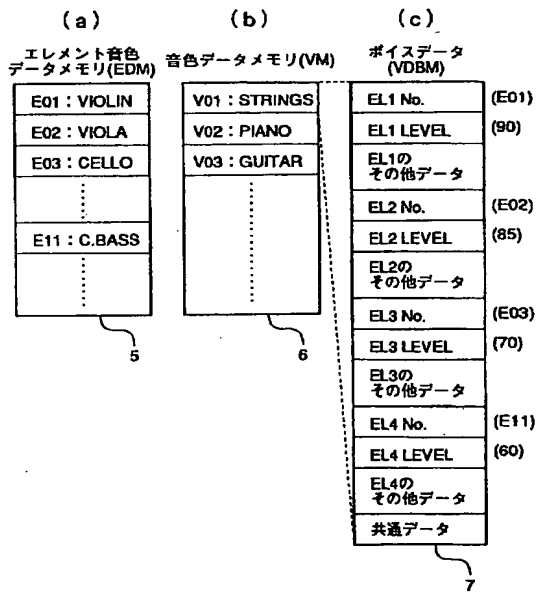 (a)
エレメント音色
データメモリ(EDM)
E01：VIOLIN
E02：VIOLA
E03：CELLO
E11：C.BASS
5
(b)
音色データメモリ(VM)
V01：STRINGS
V02：PIANO
V03：GUITAR
6
(c)
ボイスデータ
(VDBM)
EL1 No. (E01)
EL1 LEVEL (90)
EL1の
その他データ
EL2 No. (E02)
EL2 LEVEL (85)
EL2の
その他データ
EL3 No. (E03)
EL3 LEVEL (70)
EL3の
その他データ
EL4 No. (E11)
EL4 LEVEL (60)
EL4の
その他データ
共通データ
7